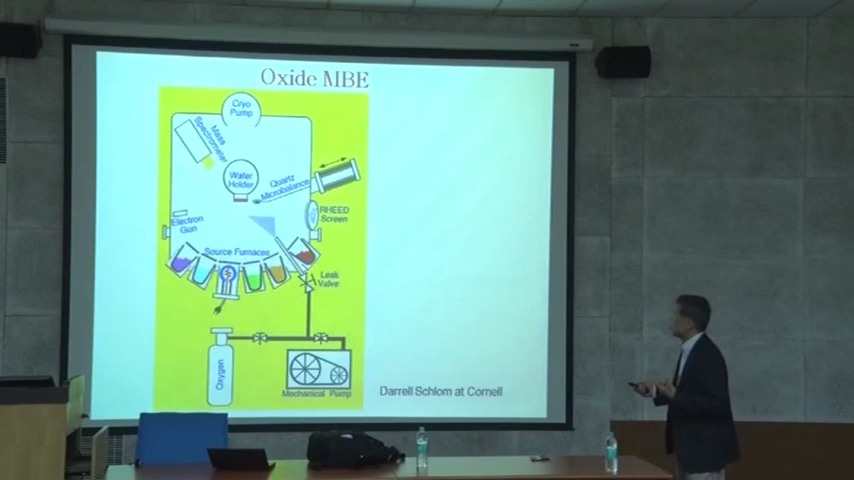 Oxide MBE
Cryo
Pump
Mass
Spectrometer
Wafer
Holder
Quartz
Microbalance
RHEED
Screen
Electron
Gun
Source Furnaces
Leak
Valve
Oxygen
Mechanical Pump
Darrell Schlom at Cornell